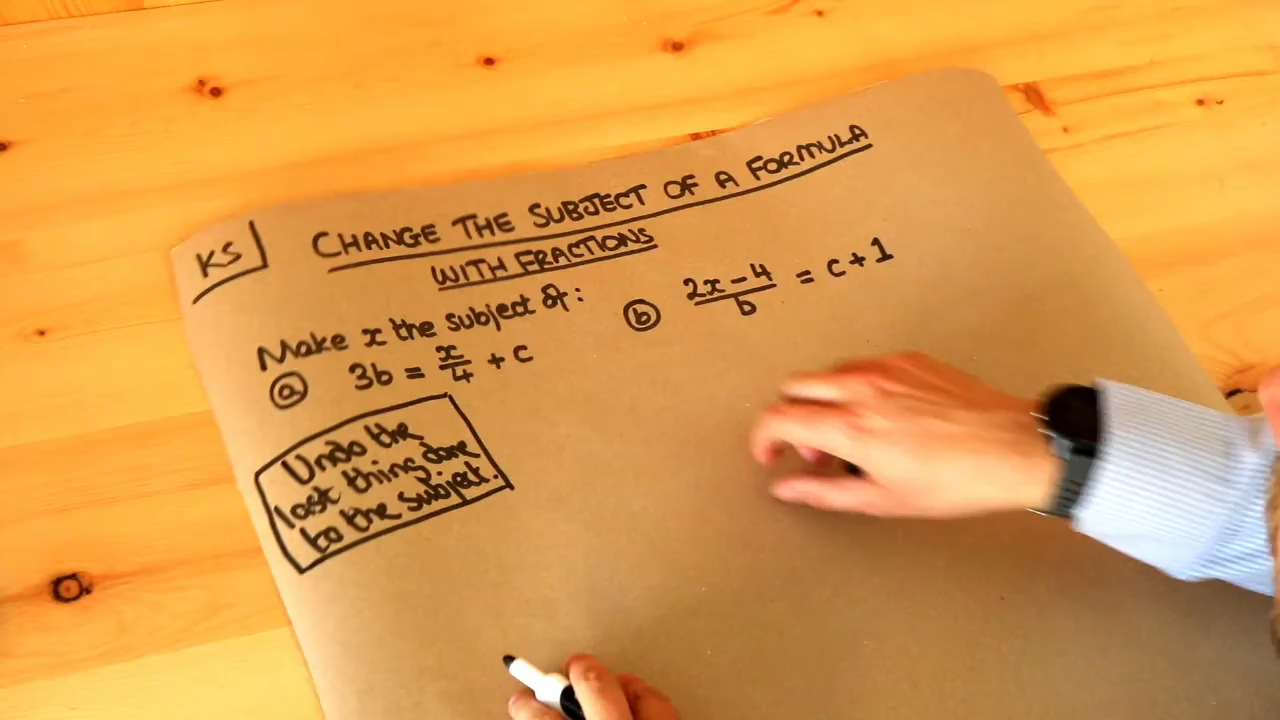 KS
CHANGE THE SUBJECT OF A FORMULA
WITH FRACTIONS
Make x the subject of:
ⓐ 3b = x/4 + c
ⓑ (2x - 4)/b = c + 1
Undo the
last thing done
to the subject.